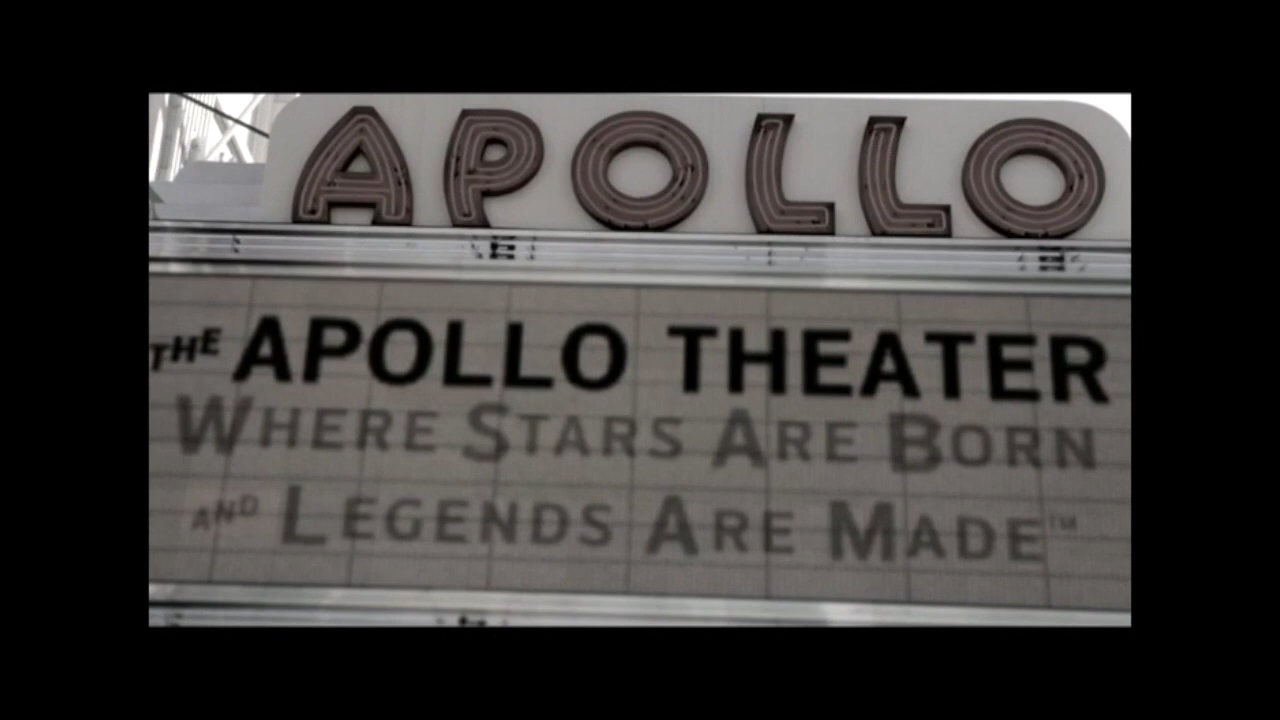 APOLLO
THE APOLLO THEATER
WHERE STARS ARE BORN
AND LEGENDS ARE MADE™